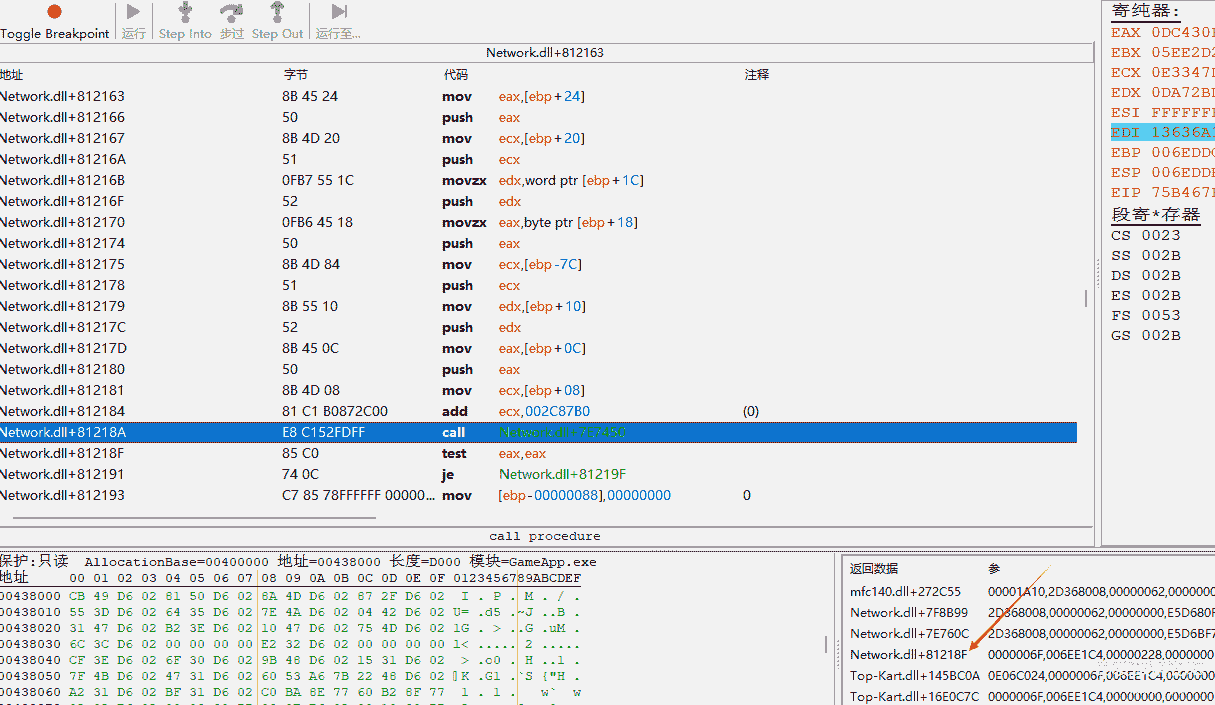 Toggle Breakpoint 运行 Step Into 步过 Step Out 运行至...
Network.dll+812163
地址 字节 代码 注释
Network.dll+812163 8B 45 24 mov eax,[ebp+24]
Network.dll+812166 50 push eax
Network.dll+812167 8B 4D 20 mov ecx,[ebp+20]
Network.dll+81216A 51 push ecx
Network.dll+81216B 0FB7 55 1C movzx edx,word ptr [ebp+1C]
Network.dll+81216F 52 push edx
Network.dll+812170 0FB6 45 18 movzx eax,byte ptr [ebp+18]
Network.dll+812174 50 push eax
Network.dll+812175 8B 4D 84 mov ecx,[ebp-7C]
Network.dll+812178 51 push ecx
Network.dll+812179 8B 55 10 mov edx,[ebp+10]
Network.dll+81217C 52 push edx
Network.dll+81217D 8B 45 0C mov eax,[ebp+0C]
Network.dll+812180 50 push eax
Network.dll+812181 8B 4D 08 mov ecx,[ebp+08]
Network.dll+812184 81 C1 B0872C00 add ecx,002C87B0 (0)
Network.dll+81218A E8 C152FDFF call
Network.dll+81218F 85 C0 test eax,eax
Network.dll+812191 74 0C je Network.dll+81219F
Network.dll+812193 C7 85 78FFFFFF 00000... mov [ebp-00000088],00000000 0
call procedure
寄纯器:
EAX 0DC430
EBX 05EE2D2
ECX 0E3347
EDX 0DA72B
ESI FFFFFF
EDI 13636A
EBP 006EDD
ESP 006EDD
EIP 75B467
段寄*存器
CS 0023
SS 002B
DS 002B
ES 002B
FS 0053
GS 002B
保护:只读 AllocationBase=00400000 地址=00438000 长度=D000 模块=GameApp.exe
地址 00 01 02 03 04 05 06 07 08 09 0A 0B 0C 0D 0E 0F 0123456789ABCDEF
00438000 CB 49 D6 02 81 50 D6 02 8A 4D D6 02 87 2F D6 02 I . P . M . / .
00438010 55 3D D6 02 64 35 D6 02 7E 4A D6 02 04 42 D6 02 U= . d5 . ~J . . B .
00438020 31 47 D6 02 B2 3E D6 02 10 47 D6 02 75 4D D6 02 1G . > . . G . uM .
00438030 6C 3C D6 02 00 00 00 00 E2 32 D6 02 00 00 00 00 l< . . . . . 2 . . . . .
00438040 CF 3E D6 02 6F 30 D6 02 9B 48 D6 02 15 31 D6 02 > . o0 . H . . 1 .
00438050 7F 4B D6 02 47 31 D6 02 60 53 A6 7B 22 48 D6 02 K . G1 . `S {"H .
00438060 A2 31 D6 02 BF 31 D6 02 C0 BA 8E 77 60 B2 8F 77 1 . 1 . w` w
返回数据 参
mfc140.dll+272C55 00001A10,2D368008,00000062,000000
Network.dll+7F8B99 2D368008,00000062,00000000,E5D680F
Network.dll+7E760C 2D368008,00000062,00000000,E5D6BF7
Network.dll+81218F 0000006F,006EE1C4,00000228,0000000
Top-Kart.dll+145BC0A 0E06C024,0000006F,006EE1C4,0000000
Top-Kart.dll+16E0C7C 0000006F,006EE1C4,00000000,000000